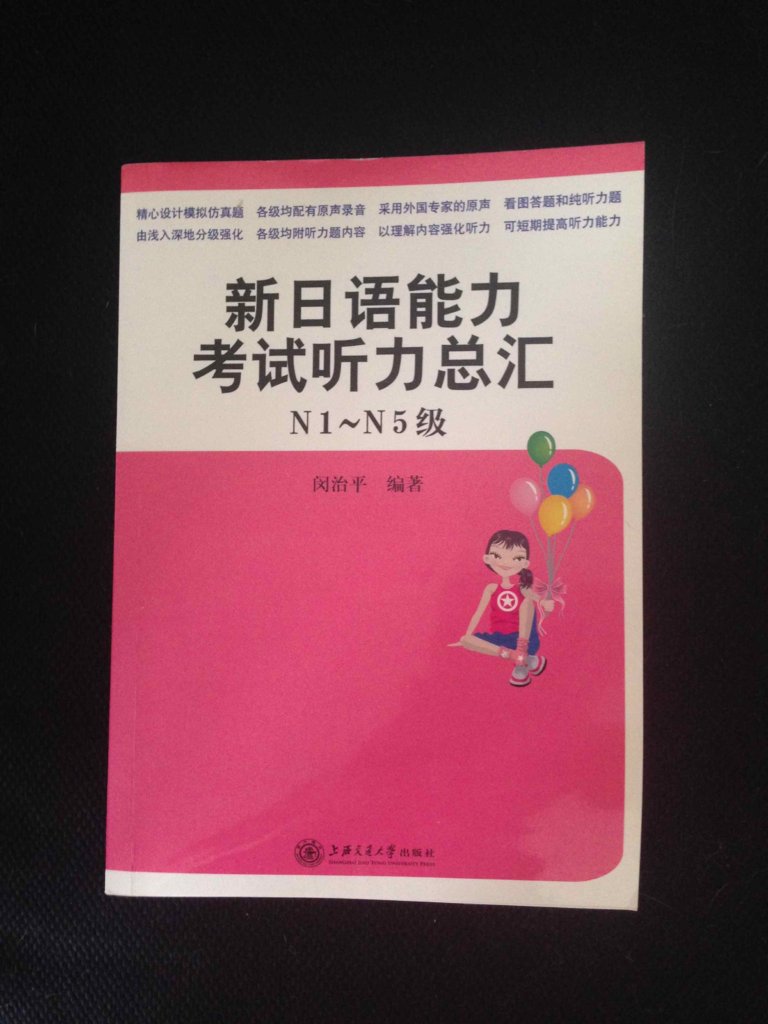 精心设计模拟仿真题 各级均配有原声录音 采用外国专家的原声 看图答题和纯听力题
由浅入深地分级强化 各级均附听力题内容 以理解内容强化听力 可短期提高听力能力
新日语能力
考试听力总汇
N1~N5级
闵治平 编著
上海交通大学出版社
SHANGHAI JIAO TONG UNIVERSITY PRESS